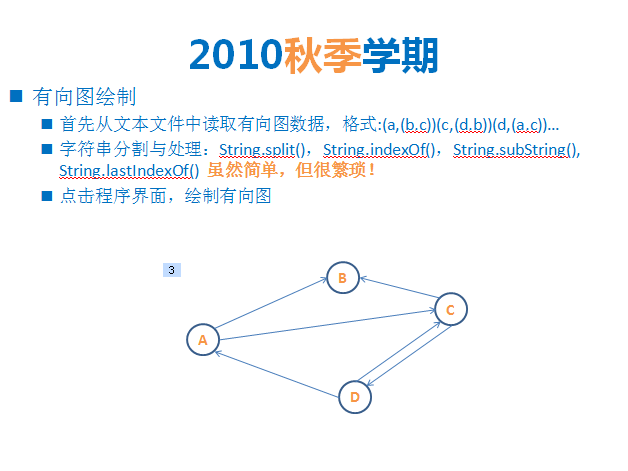 2010秋季学期
有向图绘制
首先从文本文件中读取有向图数据，格式:(a,(b.c))(c,(d.b))(d,(a.c))...
字符串分割与处理：String.split()，String.indexOf()，String.subString(),
String.lastIndexOf() 虽然简单，但很繁琐！
点击程序界面，绘制有向图
3
B
C
A
D